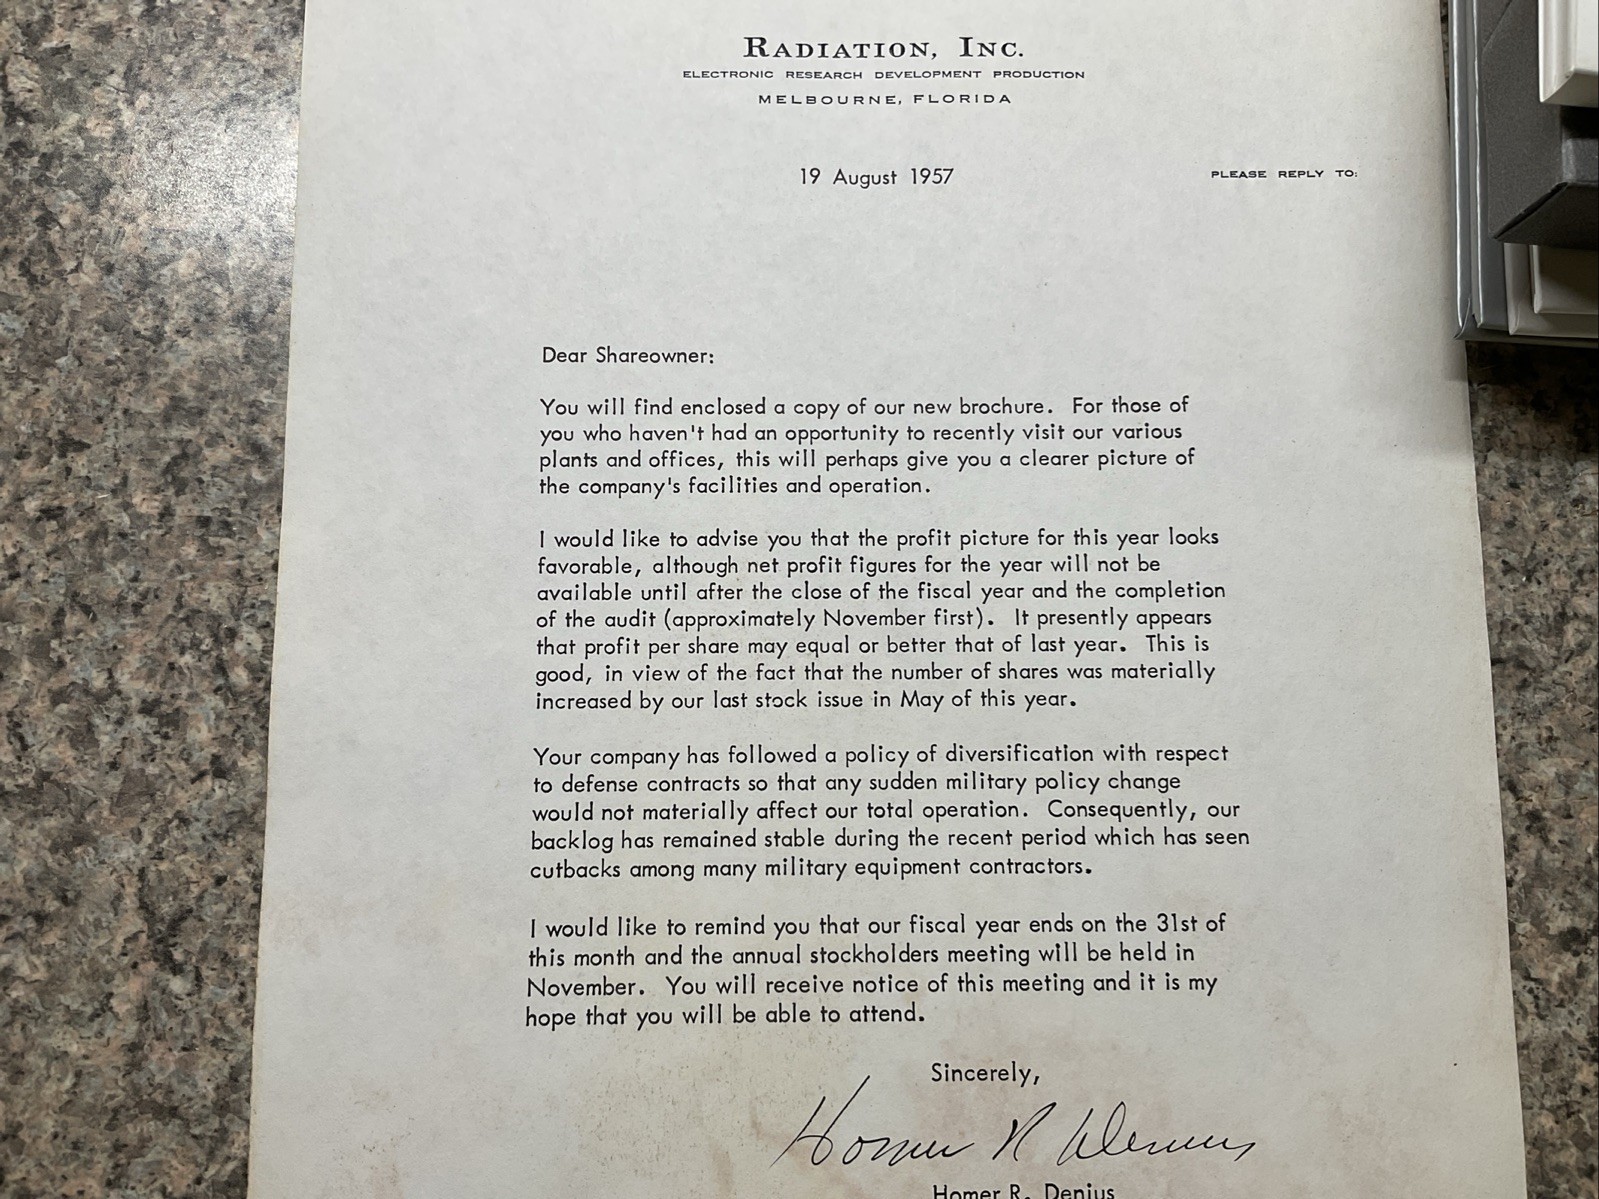 RADIATION, INC.
ELECTRONIC RESEARCH DEVELOPMENT PRODUCTION
MELBOURNE, FLORIDA
19 August 1957
PLEASE REPLY TO:
Dear Shareowner:
You will find enclosed a copy of our new brochure. For those of
you who haven't had an opportunity to recently visit our various
plants and offices, this will perhaps give you a clearer picture of
the company's facilities and operation.
I would like to advise you that the profit picture for this year looks
favorable, although net profit figures for the year will not be
available until after the close of the fiscal year and the completion
of the audit (approximately November first). It presently appears
that profit per share may equal or better that of last year. This is
good, in view of the fact that the number of shares was materially
increased by our last stock issue in May of this year.
Your company has followed a policy of diversification with respect
to defense contracts so that any sudden military policy change
would not materially affect our total operation. Consequently, our
backlog has remained stable during the recent period which has seen
cutbacks among many military equipment contractors.
I would like to remind you that our fiscal year ends on the 31st of
this month and the annual stockholders meeting will be held in
November. You will receive notice of this meeting and it is my
hope that you will be able to attend.
Sincerely,
Homer R Denius
Homer R. Denius